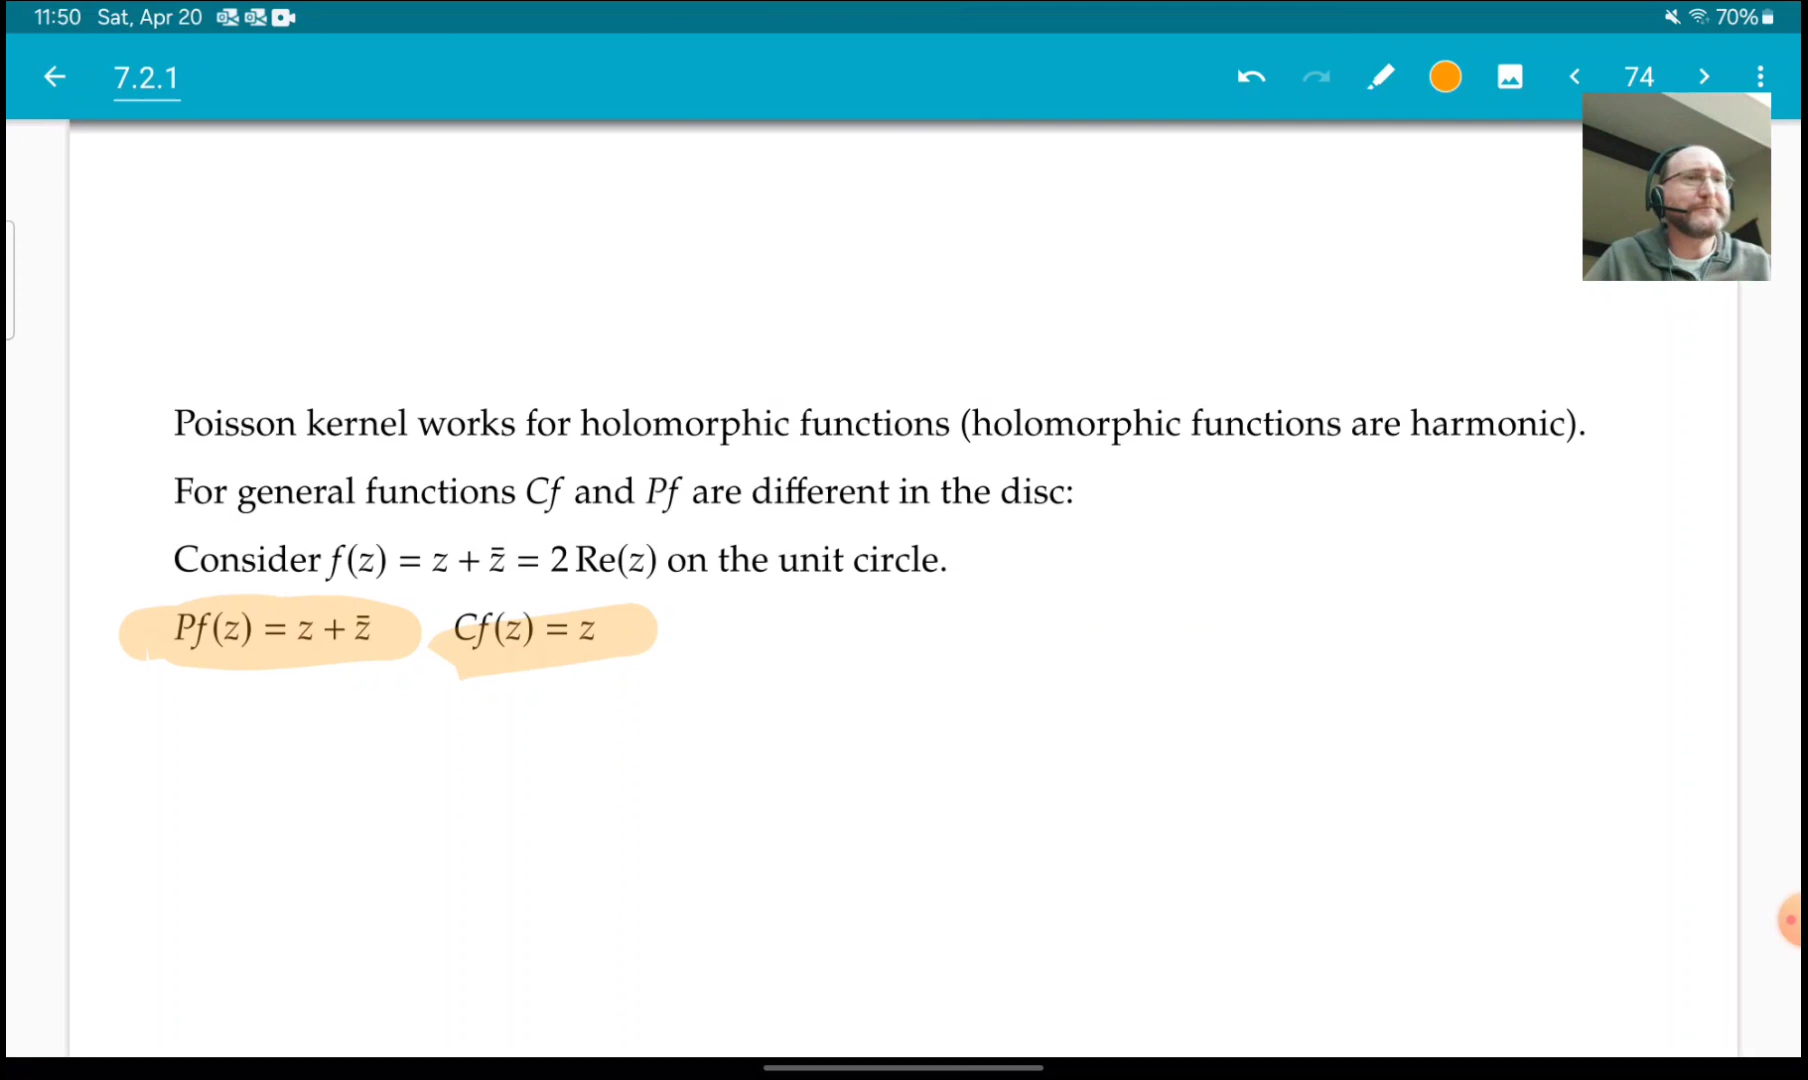 11:50 Sat, Apr 20 70%
7.2.1 74
Poisson kernel works for holomorphic functions (holomorphic functions are harmonic).
For general functions Cf and Pf are different in the disc:
Consider f(z) = z + z̄ = 2 Re(z) on the unit circle.
Pf(z) = z + z̄ Cf(z) = z